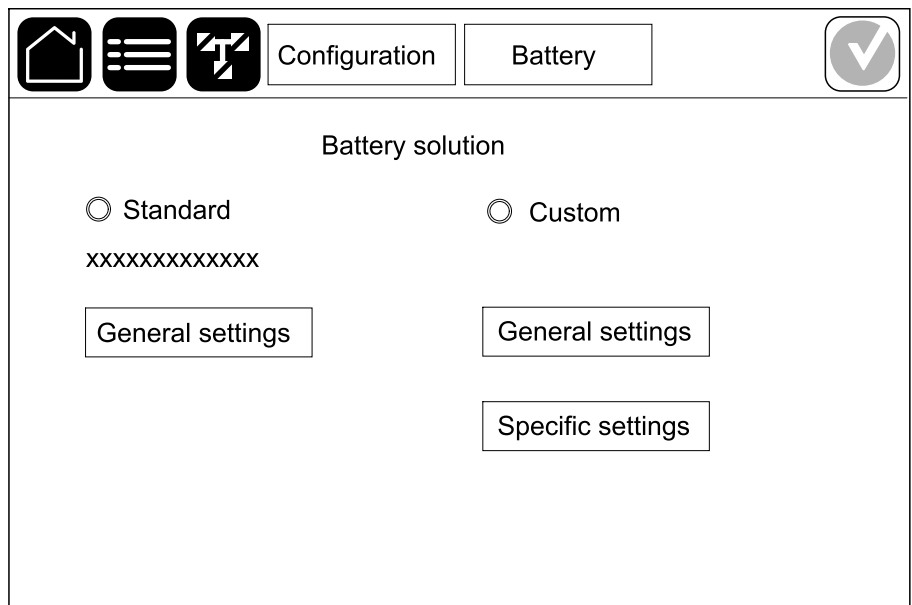 Configuration Battery
Battery solution
Standard Custom
xxxxxxxxxxxxx
General settings General settings
Specific settings